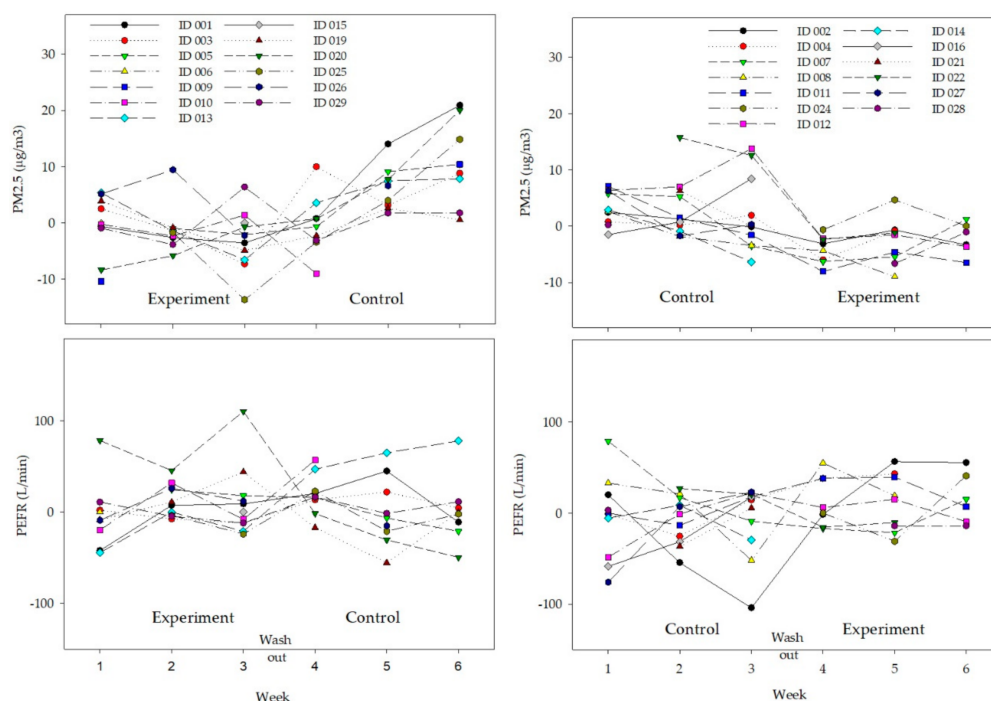 ID 001 ID 015
ID 003 ID 019
ID 005 ID 020
ID 006 ID 025
ID 009 ID 026
ID 010 ID 029
ID 013
30
20
10
0
-10
PM2.5 (µg/m3)
Experiment Control
ID 002 ID 014
ID 004 ID 016
ID 007 ID 021
ID 008 ID 022
ID 011 ID 027
ID 024 ID 028
ID 012
30
20
10
0
-10
PM2.5 (µg/m3)
Control Experiment
100
0
-100
PEFR (L/min)
Experiment Control
Wash
out
1 2 3 4 5 6
Week
100
0
-100
PEFR (L/min)
Control Experiment
Wash
out
1 2 3 4 5 6
Week